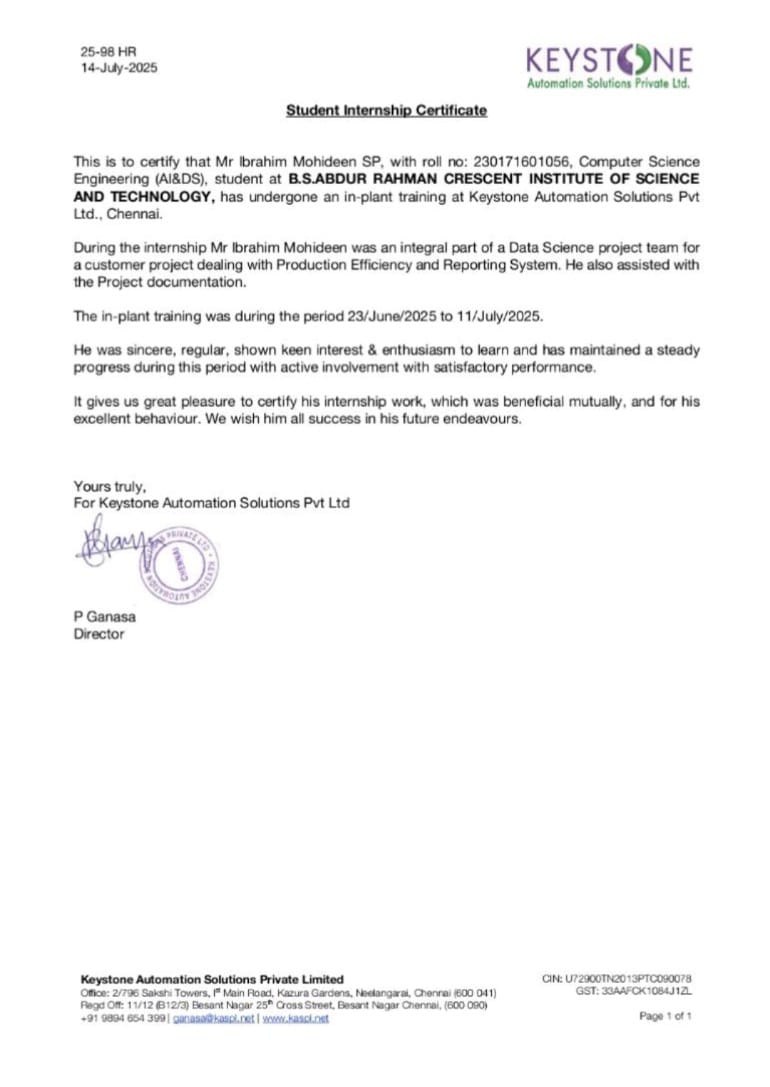 25-98 HR
14-July-2025
KEYSTONE
Automation Solutions Private Ltd.
Student Internship Certificate
This is to certify that Mr Ibrahim Mohideen SP, with roll no: 230171601056, Computer Science
Engineering (AI&DS), student at B.S.ABDUR RAHMAN CRESCENT INSTITUTE OF SCIENCE
AND TECHNOLOGY, has undergone an in-plant training at Keystone Automation Solutions Pvt
Ltd., Chennai.
During the internship Mr Ibrahim Mohideen was an integral part of a Data Science project team for
a customer project dealing with Production Efficiency and Reporting System. He also assisted with
the Project documentation.
The in-plant training was during the period 23/June/2025 to 11/July/2025.
He was sincere, regular, shown keen interest & enthusiasm to learn and has maintained a steady
progress during this period with active involvement with satisfactory performance.
It gives us great pleasure to certify his internship work, which was beneficial mutually, and for his
excellent behaviour. We wish him all success in his future endeavours.
Yours truly,
For Keystone Automation Solutions Pvt Ltd
PRIVATE LTD * KEYSTONE AUTOMATION
CHENNAI
P Ganasa
Director
Keystone Automation Solutions Private Limited
Office: 2/796 Sakshi Towers, Ist Main Road, Kazura Gardens, Neelangarai, Chennai (600 041)
Regd Off: 11/12 (B12/3) Besant Nagar 25th Cross Street, Besant Nagar Chennai, (600 090)
+91 9894 654 399| ganasa@kaspl.net | www.kaspl.net
CIN: U72900TN2013PTC090078
GST: 33AAFCK1084J1ZL
Page 1 of 1